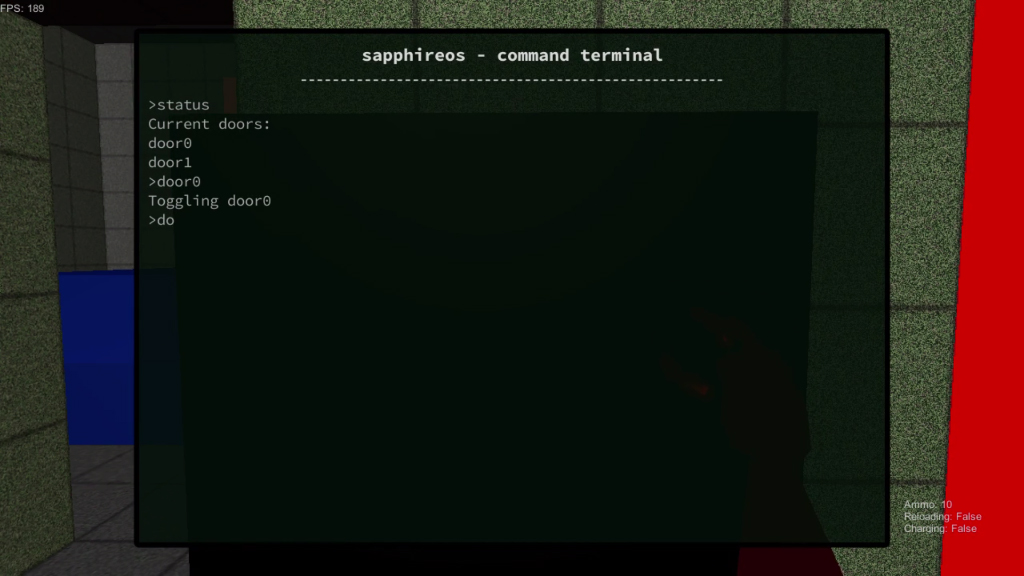 FPS: 189
sapphireos - command terminal
------------------------------------------------------
>status
Current doors:
door0
door1
>door0
Toggling door0
>do
Ammo: 10
Reloading: False
Charging: False